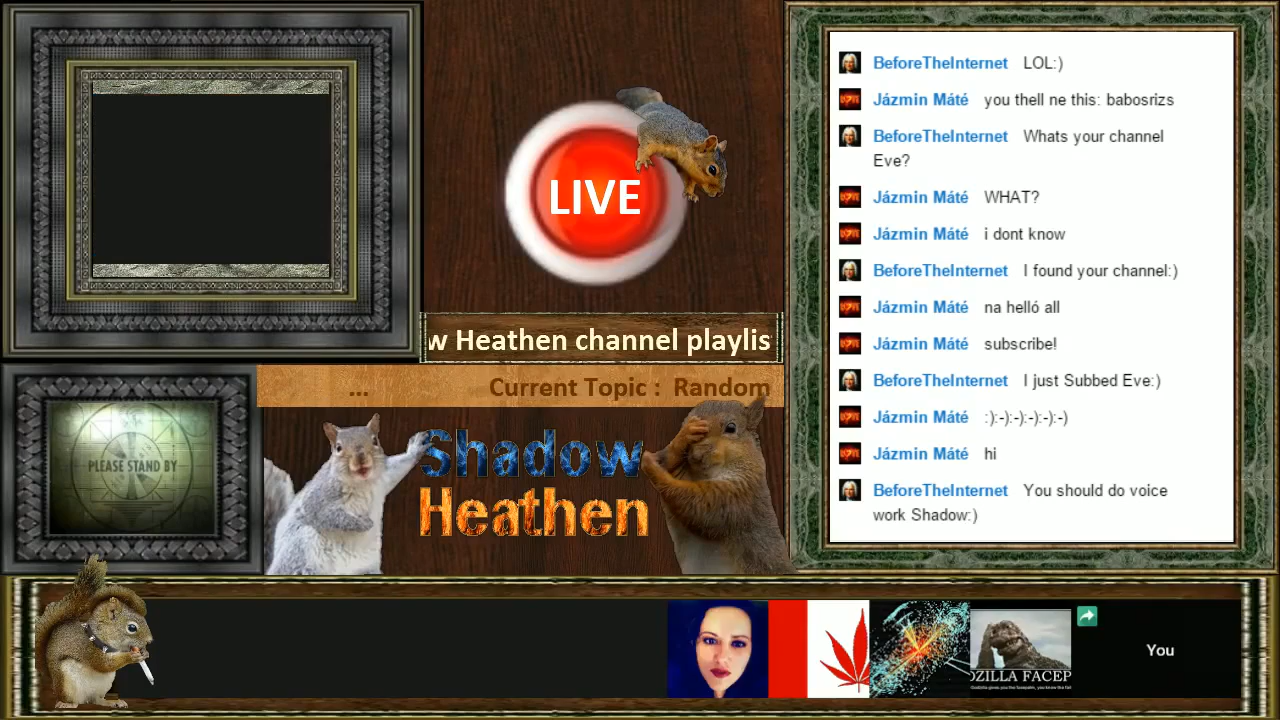 LIVE
w Heathen channel playlis
... Current Topic : Random
PLEASE STAND BY
Shadow
Heathen
BeforeTheInternet LOL:)
Jázmin Máté you thell ne this: babosrizs
BeforeTheInternet Whats your channel
Eve?
Jázmin Máté WHAT?
Jázmin Máté i dont know
BeforeTheInternet I found your channel:)
Jázmin Máté na helló all
Jázmin Máté subscribe!
BeforeTheInternet I just Subbed Eve:)
Jázmin Máté :):-):-):-):-):-)
Jázmin Máté hi
BeforeTheInternet You should do voice
work Shadow:)
DZILLA FACEP
You